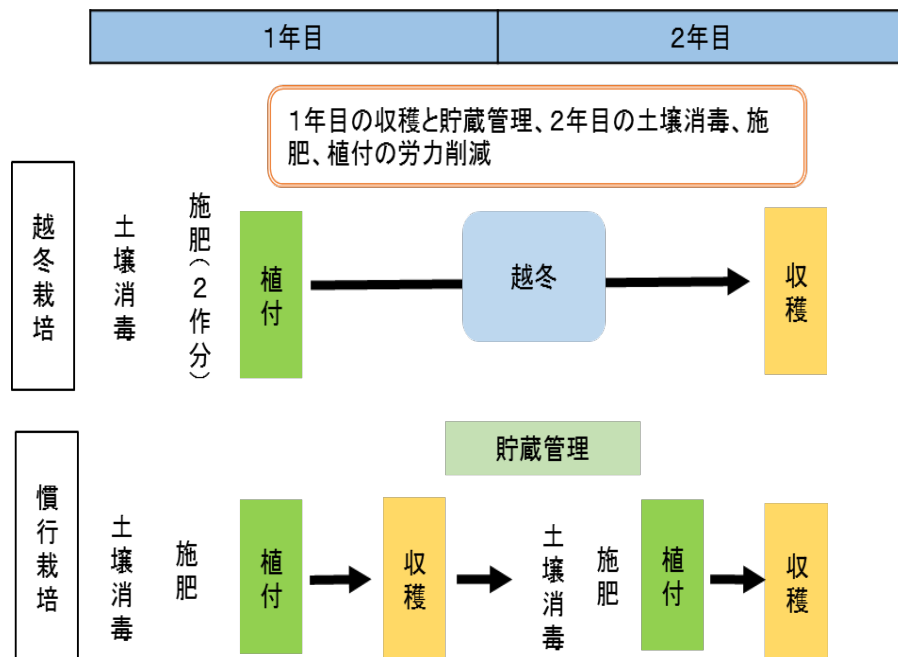 1年目
2年目
1年目の収穫と貯蔵管理、2年目の土壌消毒、施
肥、植付の労力削減
越冬栽培
土壌消毒
施肥(2作分)
植付
越冬
収穫
貯蔵管理
慣行栽培
土壌消毒
施肥
植付
収穫
土壌消毒
施肥
植付
収穫